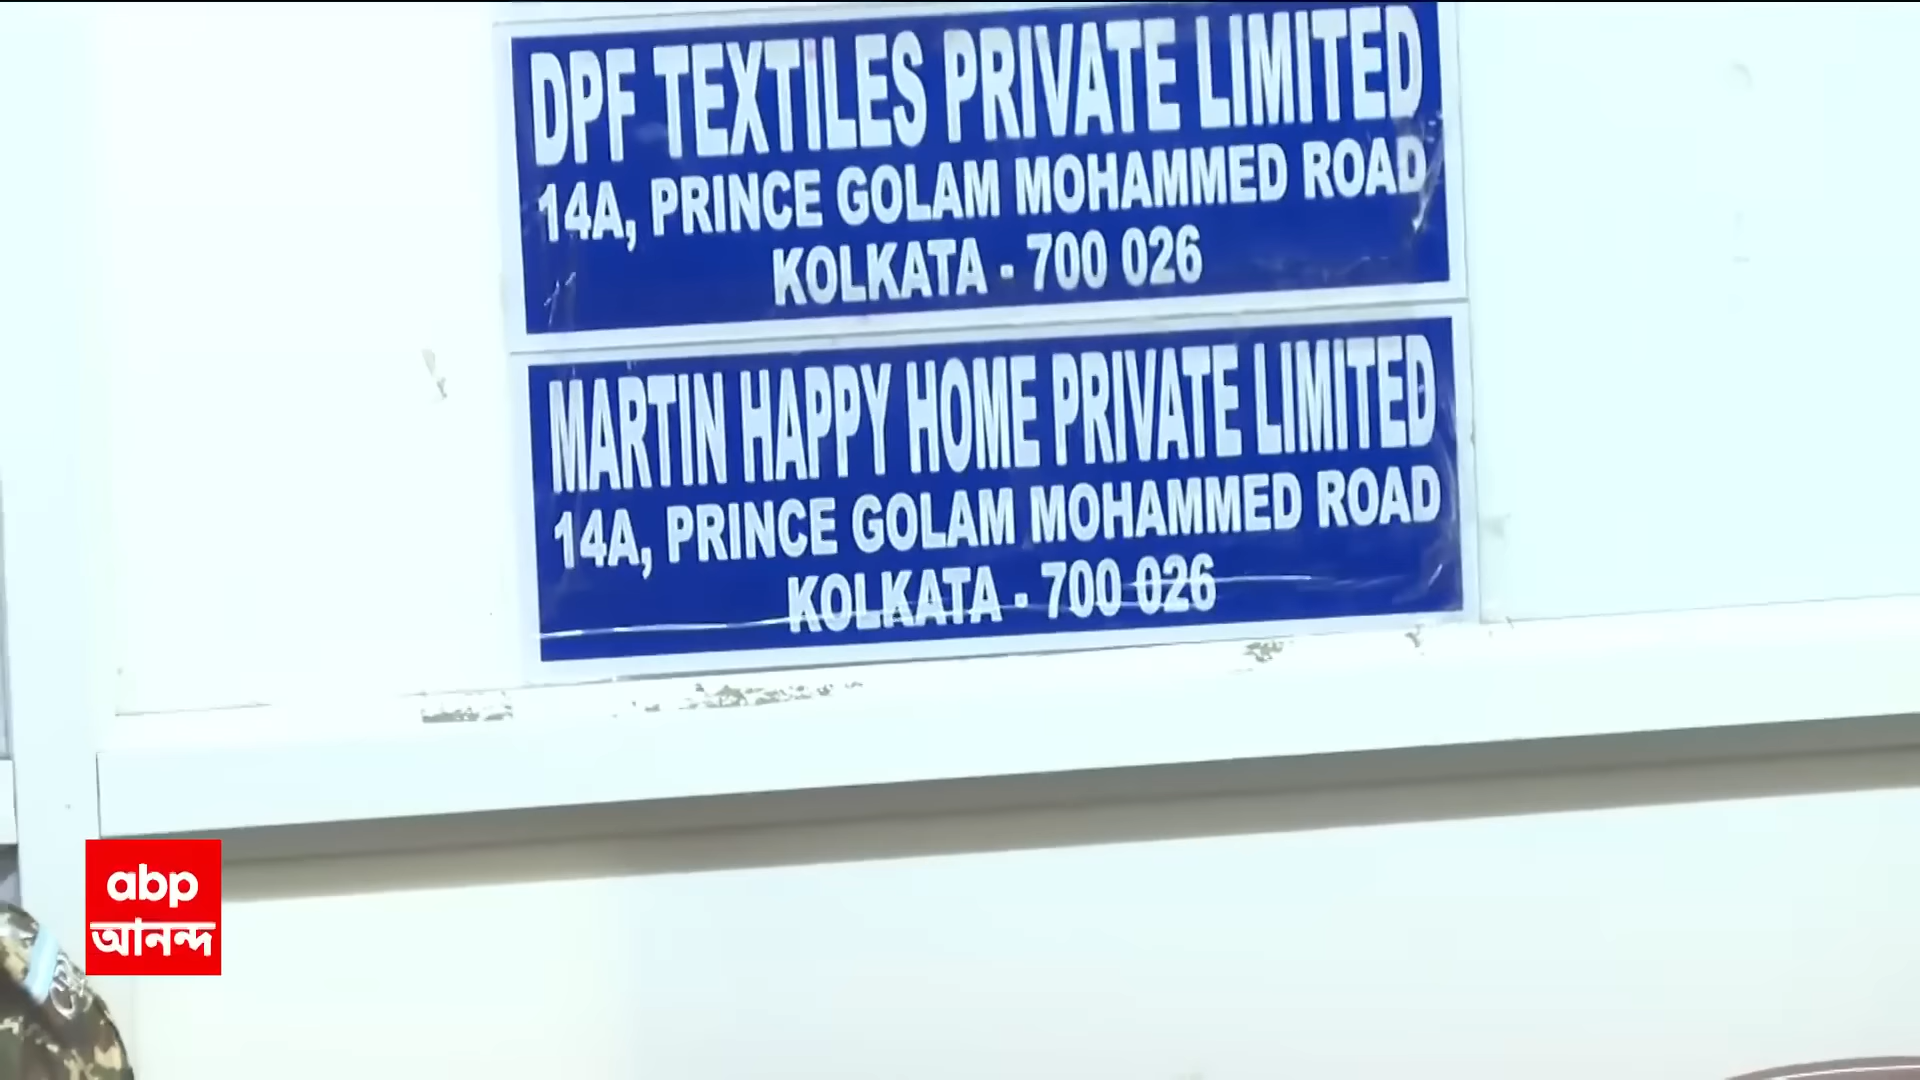 DPF TEXTILES PRIVATE LIMITED
14A, PRINCE GOLAM MOHAMMED ROAD
KOLKATA - 700 026
MARTIN HAPPY HOME PRIVATE LIMITED
14A, PRINCE GOLAM MOHAMMED ROAD
KOLKATA - 700 026
abp
আনন্দ